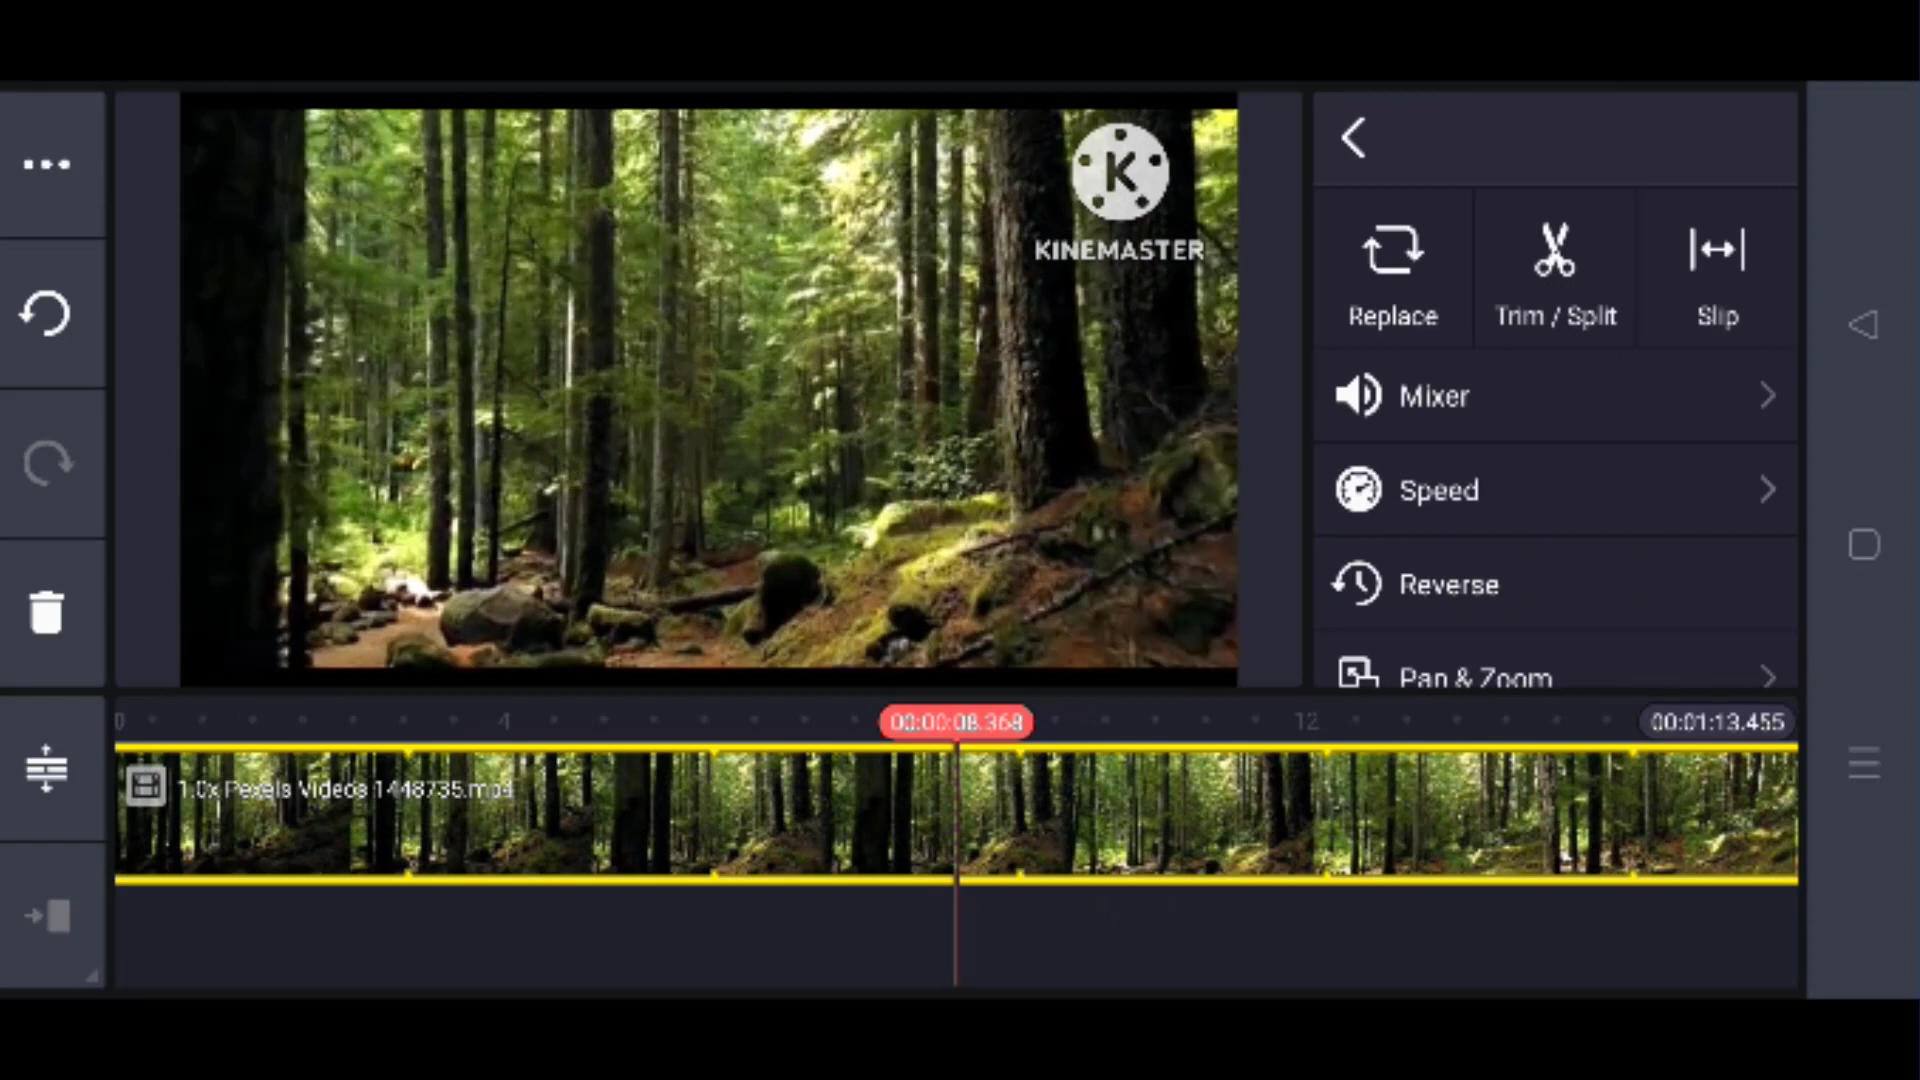 K
KINEMASTER
Replace
Trim / Split
Slip
Mixer
Speed
Reverse
Pan & Zoom
0
4
00:00:08.368
12
00:01:13.455
1.0x Pexels Videos 1448735.mp4